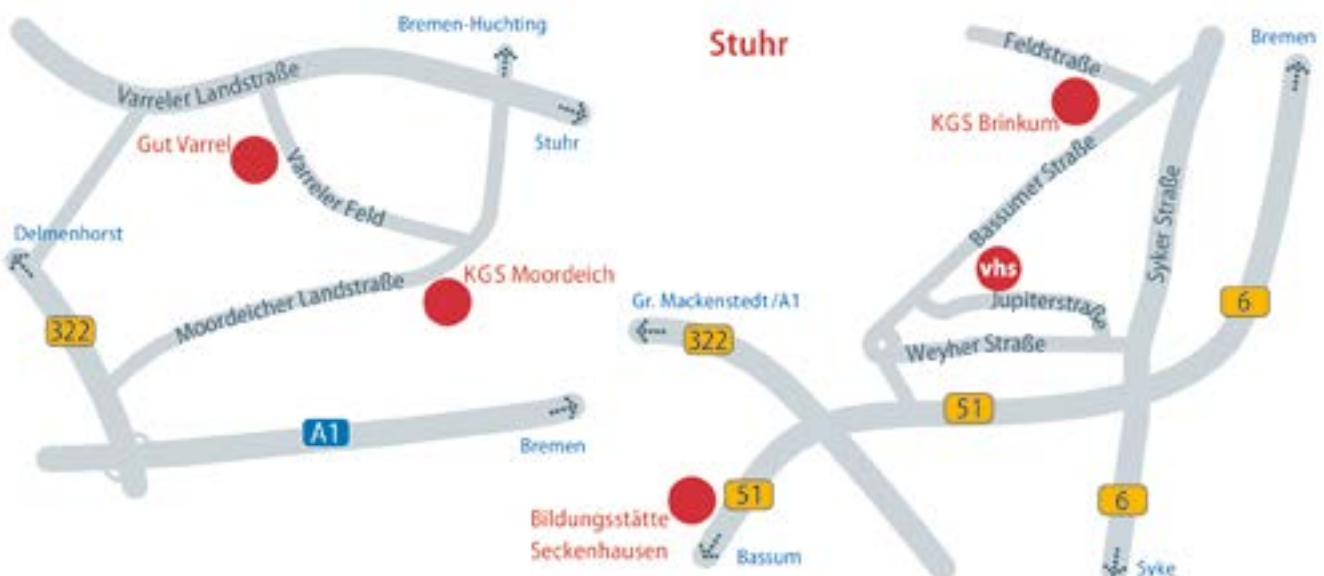 Bremen-Huchting
Stuhr
Feldstraße
Bremen
Varreler Landstraße
Gut Varrel
Stuhr
KGS Brinkum
Varreler Feld
Bassumer Straße
Syker Straße
Delmenhorst
KGS Moordeich
vhs
Moordeicher Landstraße
Gr. Mackenstedt/A1
Jupiterstraße
6
322
322
Weyher Straße
51
A1
Bremen
51
6
Bildungsstätte
Seckenhausen
Bassum
Syke